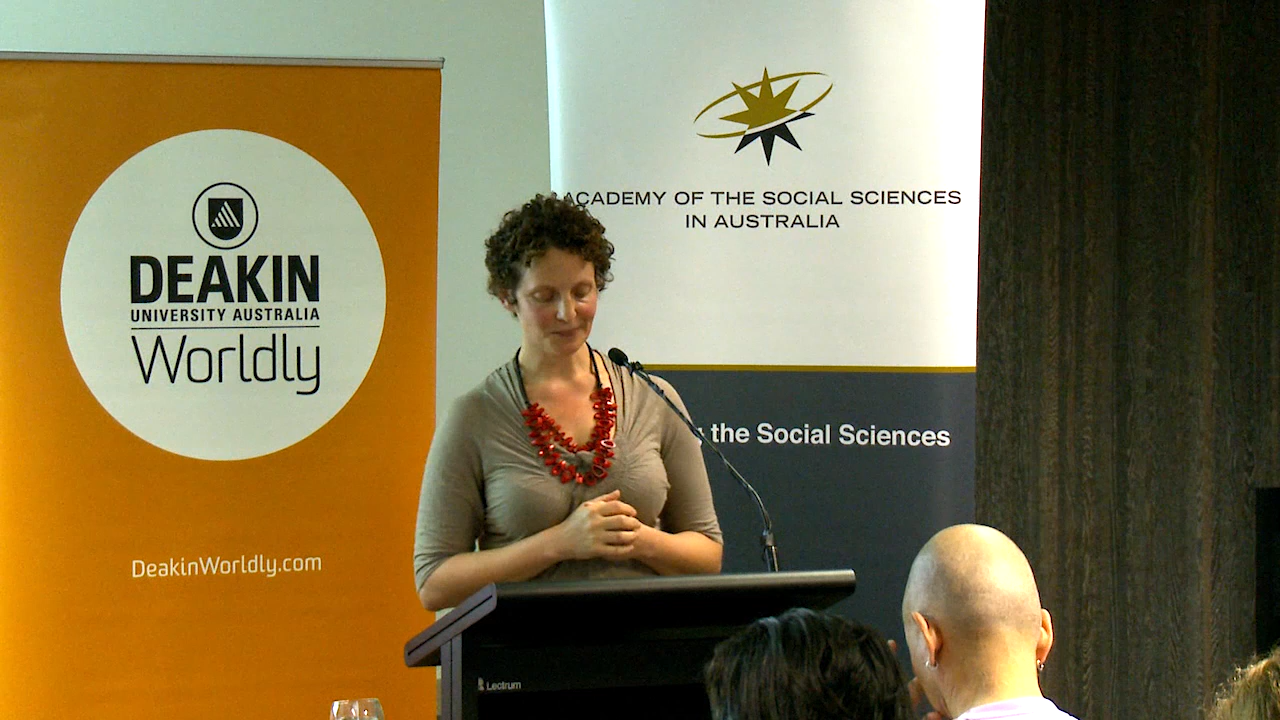 DEAKIN
UNIVERSITY AUSTRALIA
Worldly
DeakinWorldly.com
ACADEMY OF THE SOCIAL SCIENCES
IN AUSTRALIA
the Social Sciences
Lectrum